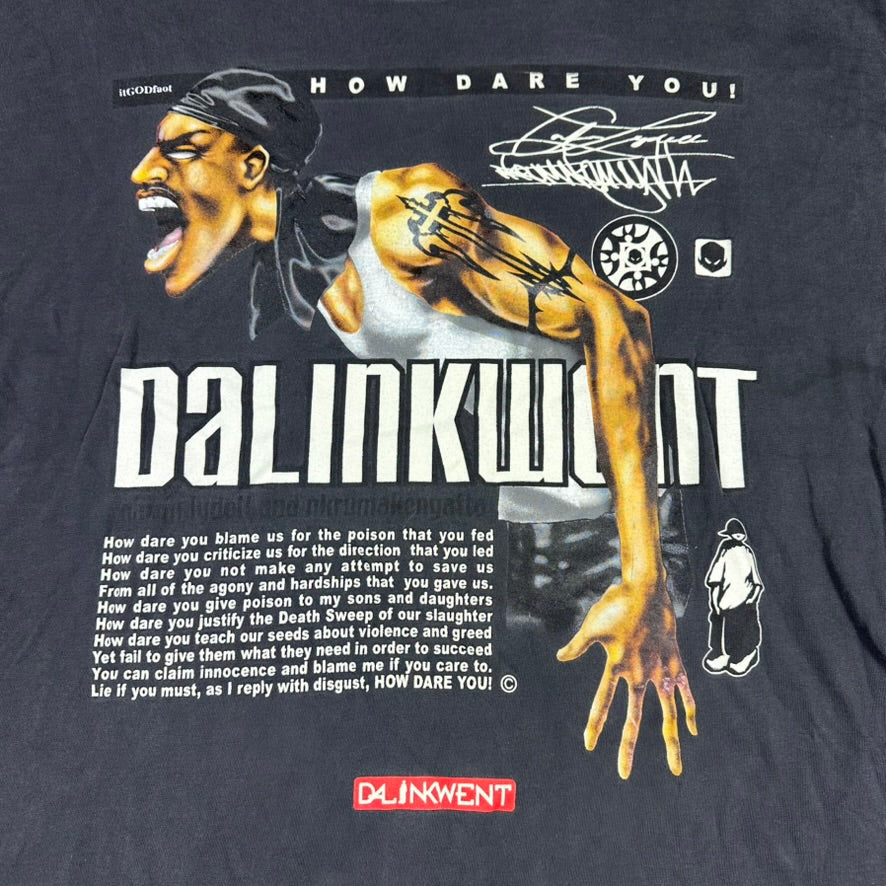 itGODfaot
HOW DARE YOU!
DaLINKWENT
and nkrumahengatta
How dare you blame us for the poison that you fed
How dare you criticize us for the direction that you led
How dare you not make any attempt to save us
From all of the agony and hardships that you gave us.
How dare you give poison to my sons and daughters
How dare you justify the Death Sweep of our slaughter
How dare you teach our seeds about violence and greed
Yet fail to give them what they need in order to succeed
You can claim innocence and blame me if you care to.
Lie if you must, as I reply with disgust, HOW DARE YOU! ©
DALINKWENT